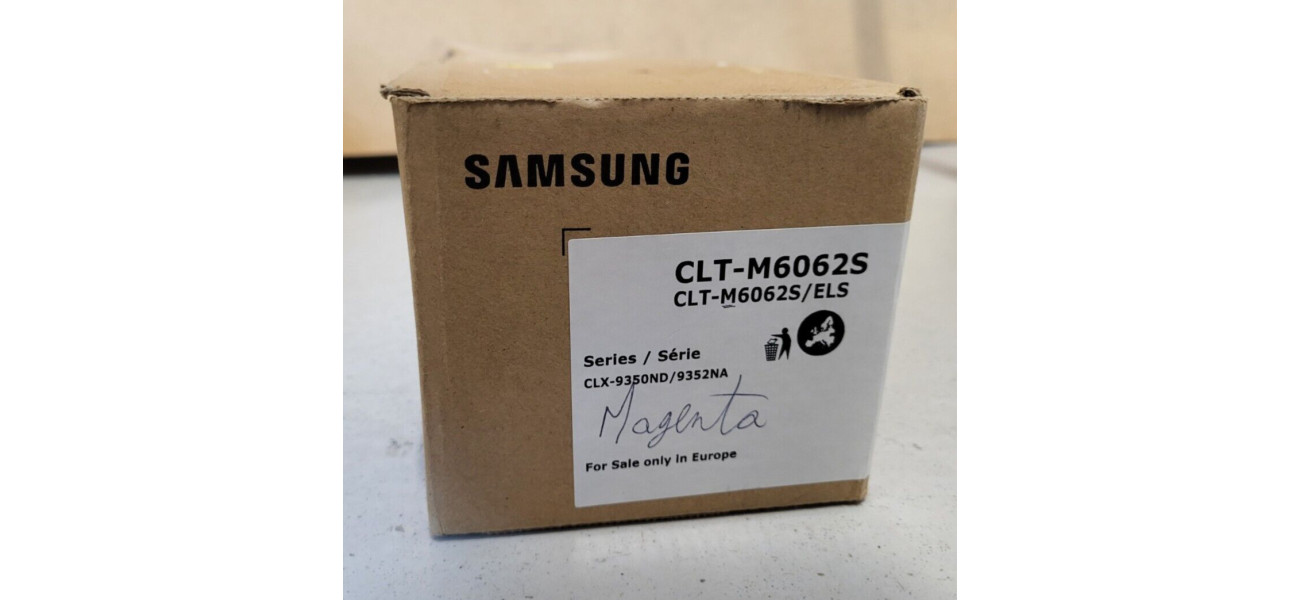 SAMSUNG
CLT-M6062S
CLT-M6062S/ELS
Series / Série
CLX-9350ND/9352NA
Magenta
For Sale only in Europe